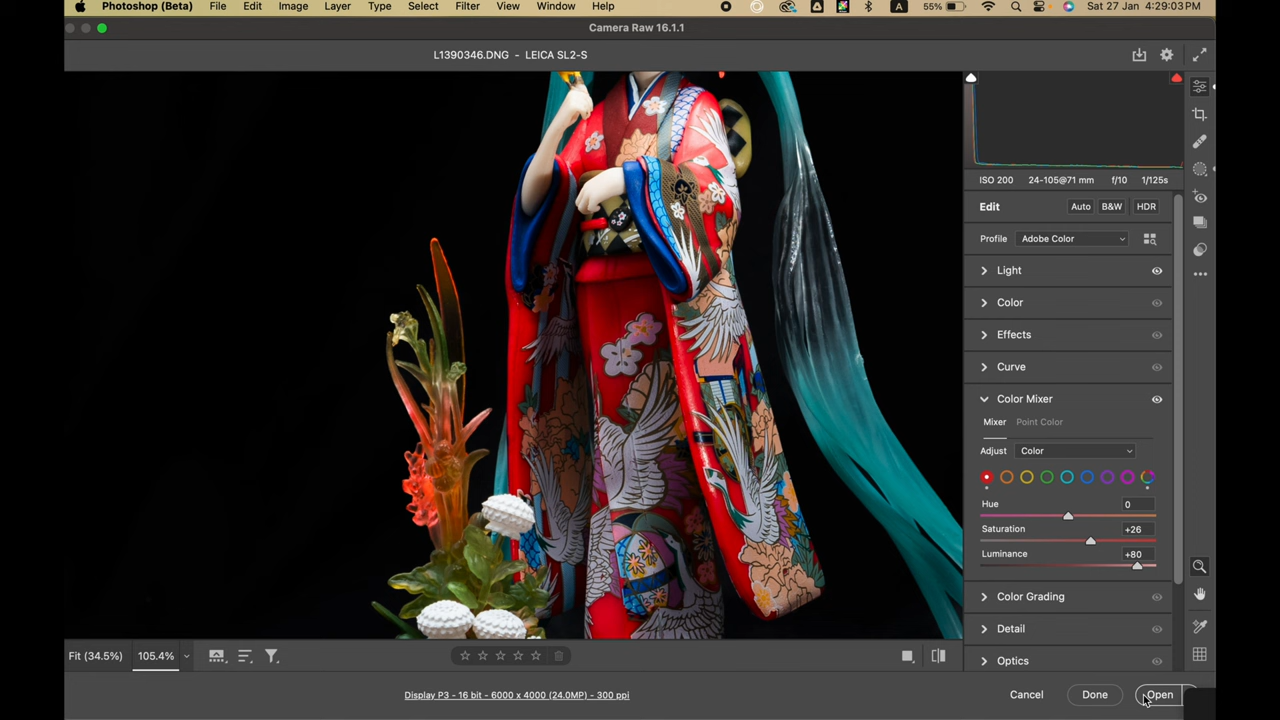 Photoshop (Beta) File Edit Image Layer Type Select Filter View Window Help A 55% Sat 27 Jan 4:29:03 PM
Camera Raw 16.1.1
L1390346.DNG - LEICA SL2-S
ISO 200 24-105@71 mm f/10 1/125s
Edit Auto B&W HDR
Profile Adobe Color
Light
Color
Effects
Curve
Color Mixer
Mixer Point Color
Adjust Color
Hue 0
Saturation +26
Luminance +80
Color Grading
Detail
Optics
Fit (34.5%) 105.4%
Display P3 - 16 bit - 6000 x 4000 (24.0MP) - 300 ppi
Cancel Done Open